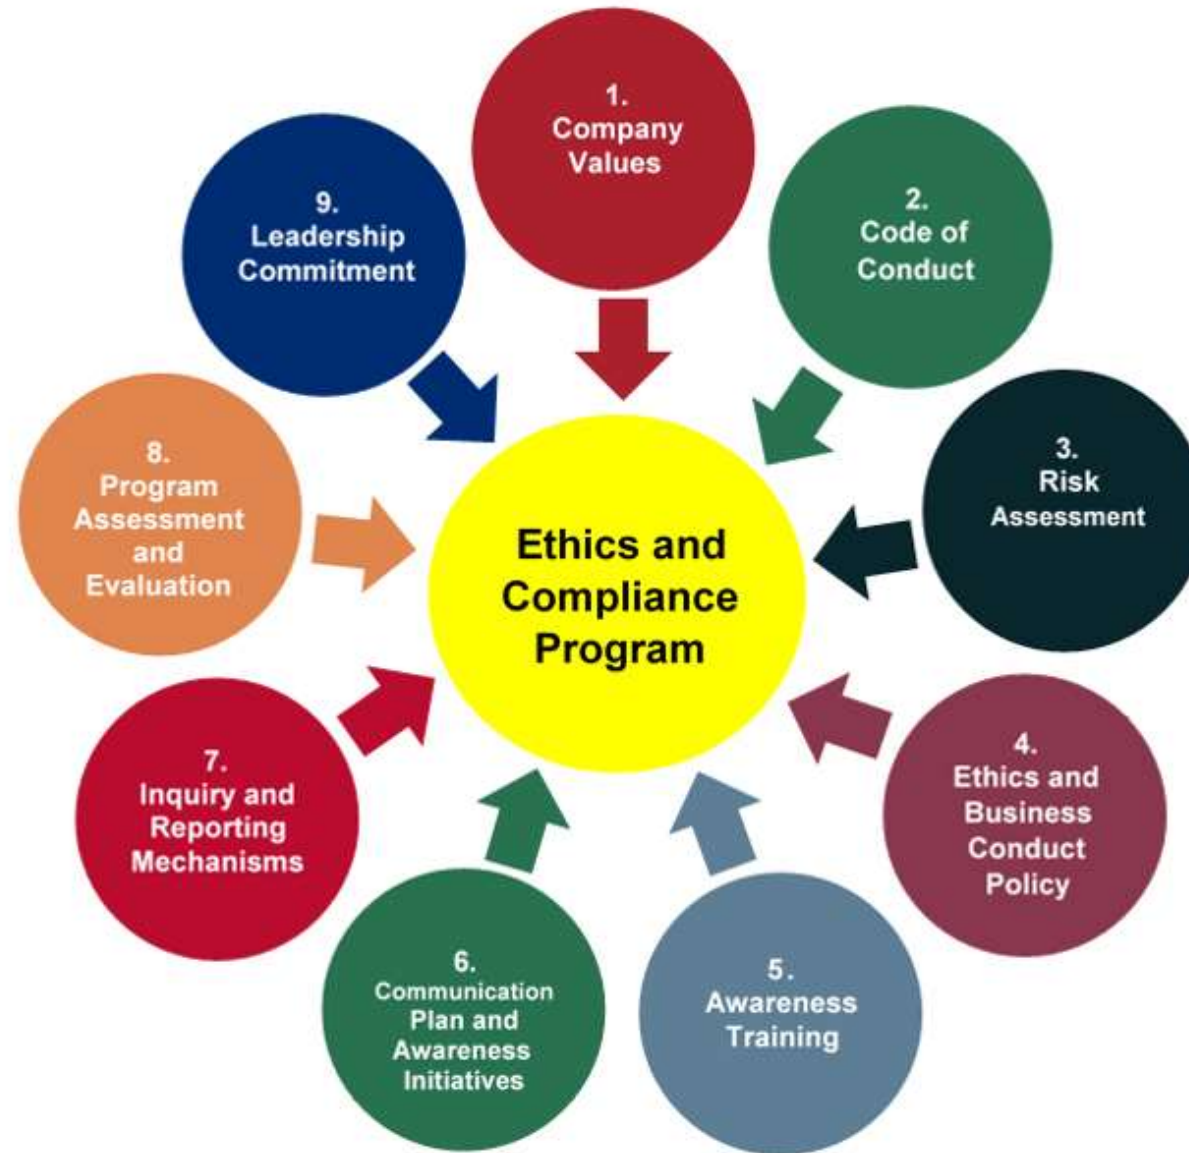 1.
Company
Values
2.
Code of
Conduct
3.
Risk
Assessment
4.
Ethics and
Business
Conduct
Policy
5.
Awareness
Training
6.
Communication
Plan and
Awareness
Initiatives
7.
Inquiry and
Reporting
Mechanisms
8.
Program
Assessment
and
Evaluation
9.
Leadership
Commitment
Ethics and
Compliance
Program